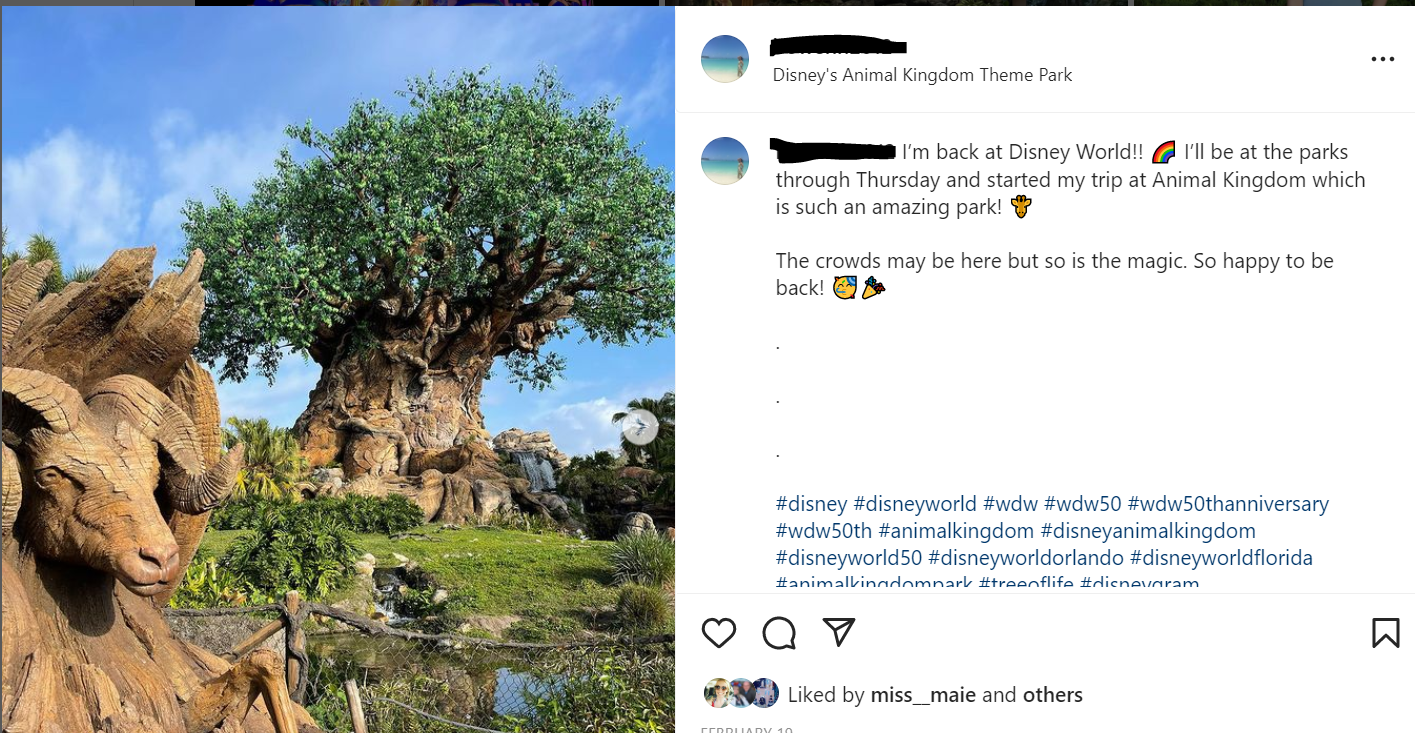 Disney's Animal Kingdom Theme Park
I'm back at Disney World!! 🌈 I'll be at the parks
through Thursday and started my trip at Animal Kingdom which
is such an amazing park! 🦒
The crowds may be here but so is the magic. So happy to be
back! 🥳 🎉
.
.
.
#disney #disneyworld #wdw #wdw50 #wdw50thanniversary
#wdw50th #animalkingdom #disneyanimalkingdom
#disneyworld50 #disneyworldorlando #disneyworldflorida
#animalkingdompark #treeoflife #disneygram
Liked by miss__maie and others